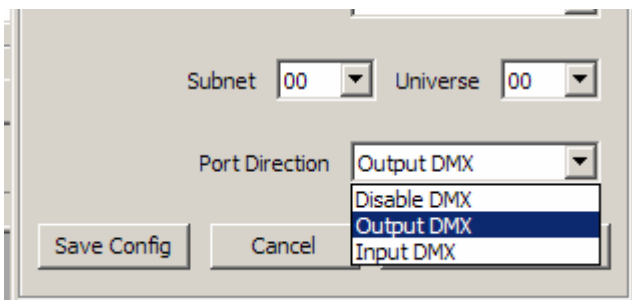 Subnet 00 Universe 00
Port Direction Output DMX
Disable DMX
Output DMX
Input DMX
Save Config Cancel